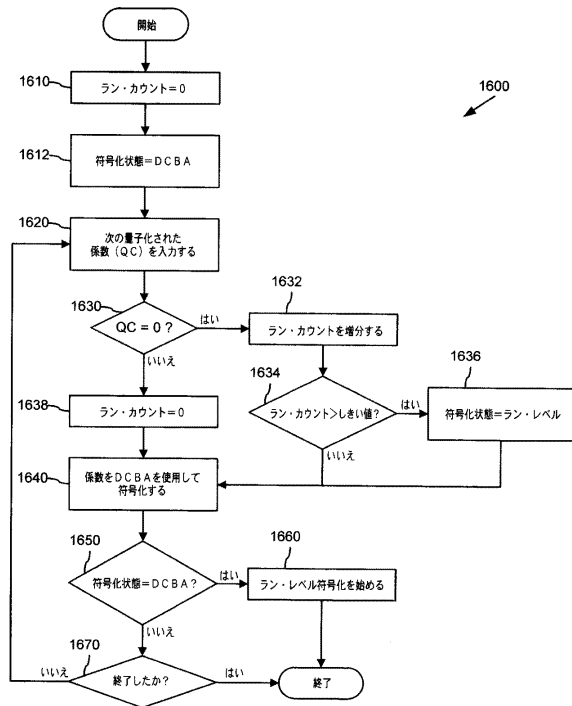 開始
1600
1610
ラン・カウント=0
1612
符号化状態=DCBA
1620
次の量子化された
係数(QC)を入力する
1630
QC = 0 ?
はい
いいえ
1632
ラン・カウントを増分する
1634
ラン・カウント>しきい値?
はい
いいえ
1636
符号化状態=ラン・レベル
1638
ラン・カウント=0
1640
係数をDCBAを使用して
符号化する
1650
符号化状態=DCBA?
はい
いいえ
1660
ラン・レベル符号化を始める
1670
終了したか?
いいえ
はい
終了